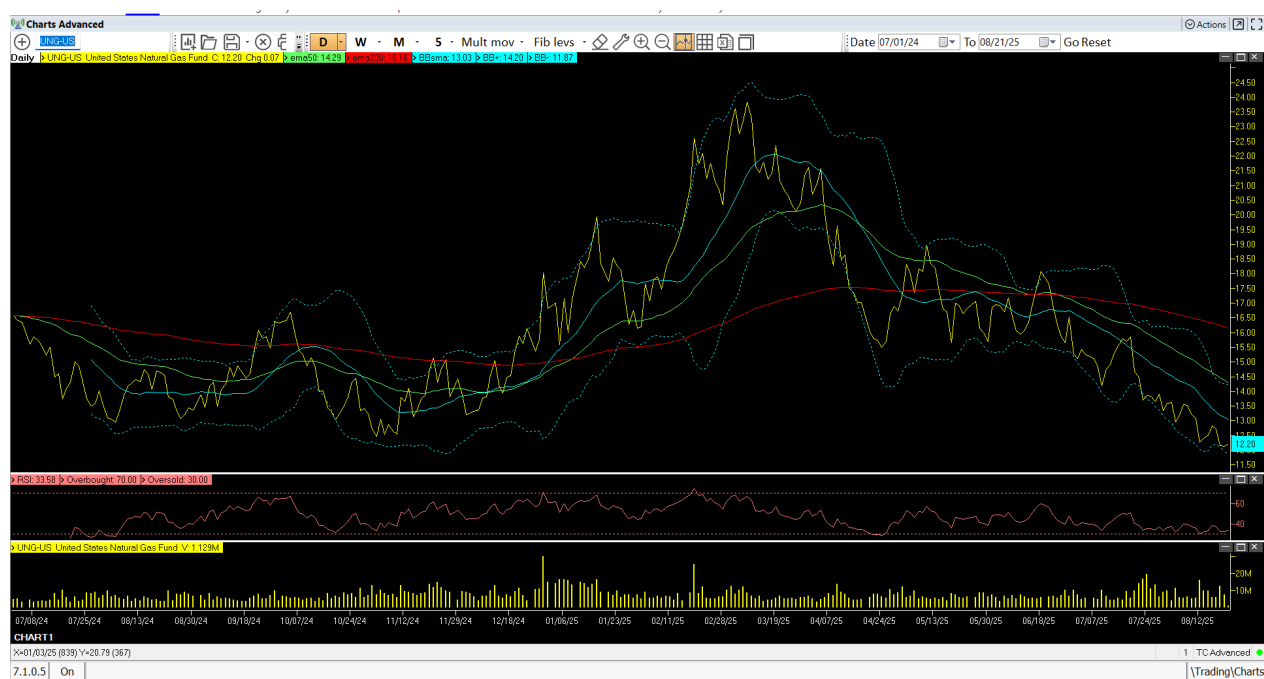 Charts Advanced
Actions
UNG-US
D W M 5 Mult mov Fib levs
Date 07/01/24 To 08/21/25 Go Reset
Daily UNG-US United States Natural Gas Fund C: 12.20 Chg 0.07 ema50: 14.29 ema200: 16.16 BBsma: 13.03 BB+: 14.20 BB-: 11.87
24.50
24.00
23.50
23.00
22.50
22.00
21.50
21.00
20.50
20.00
19.50
19.00
18.50
18.00
17.50
17.00
16.50
16.00
15.50
15.00
14.50
14.00
13.50
13.00
12.20
11.50
RSI: 33.58 Overbought: 70.00 Oversold: 30.00
60
40
UNG-US United States Natural Gas Fund V: 1.129M
20M
10M
07/08/24 07/25/24 08/13/24 08/30/24 09/18/24 10/07/24 10/24/24 11/12/24 11/29/24 12/18/24 01/06/25 01/23/25 02/11/25 02/28/25 03/19/25 04/07/25 04/24/25 05/13/25 05/30/25 06/18/25 07/07/25 07/24/25 08/12/25
CHART1
X=01/03/25 (839) Y=20.79 (367)
1 TC Advanced
7.1.0.5 On \Trading\Charts